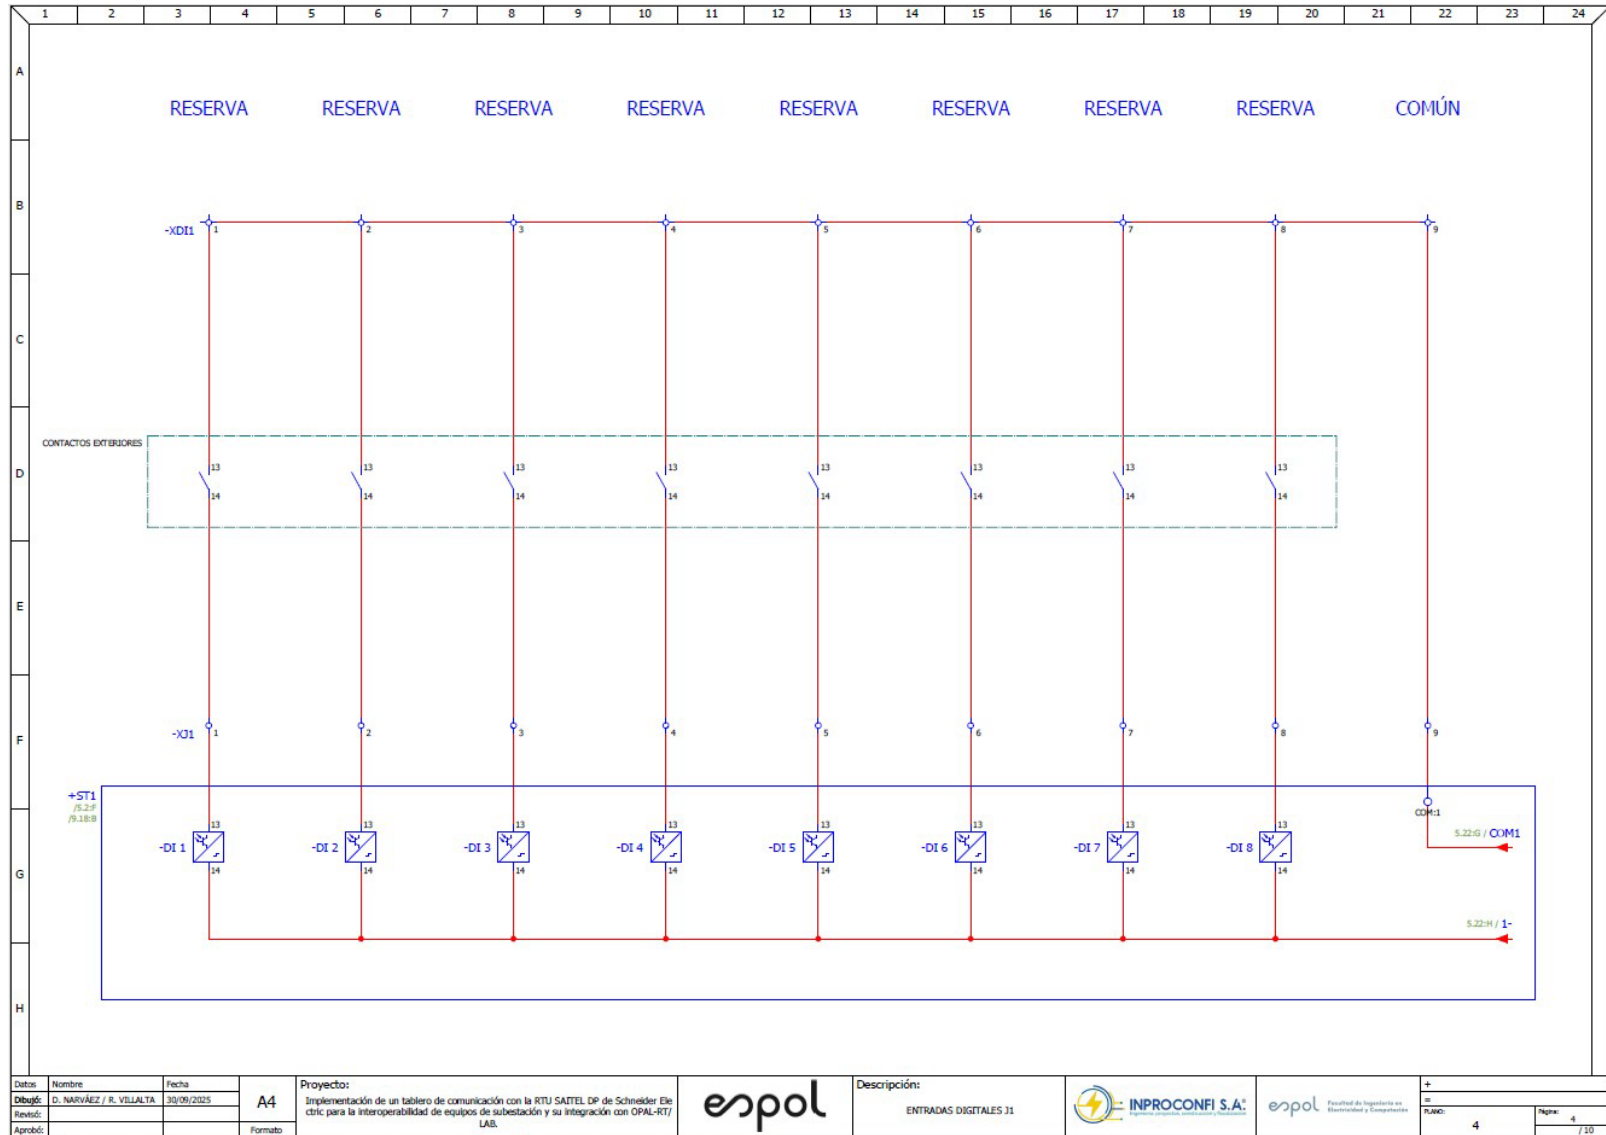 1 2 3 4 5 6 7 8 9 10 11 12 13 14 15 16 17 18 19 20 21 22 23 24
A
RESERVA RESERVA RESERVA RESERVA RESERVA RESERVA RESERVA RESERVA COMÚN
B
-XDI1 1 2 3 4 5 6 7 8 9
C
CONTACTOS EXTERIORES
D
13 13 13 13 13 13 13 13
14 14 14 14 14 14 14 14
E
F
-XJ1 1 2 3 4 5 6 7 8 9
+ST1
/5.2:F
/9.18:B
COM:1
13 13 13 13 13 13 13 13
5.22:G / COM1
-DI 1 -DI 2 -DI 3 -DI 4 -DI 5 -DI 6 -DI 7 -DI 8
14 14 14 14 14 14 14 14
G
5.22:H / 1-
H
Datos Nombre Fecha
Dibujó: D. NARVÁEZ / R. VILLALTA 30/09/2025
Revisó:
Aprobó:
A4
Formato
Proyecto:
Implementación de un tablero de comunicación con la RTU SAITEL DP de Schneider Ele
ctric para la interoperabilidad de equipos de subestación y su integración con OPAL-RT/
LAB.
espol
Descripción:
ENTRADAS DIGITALES J1
INPROCONFI S.A.
espol
Facultad de Ingeniería en
Electricidad y Computación
+
=
PLANO:
4
Página:
4
/ 10